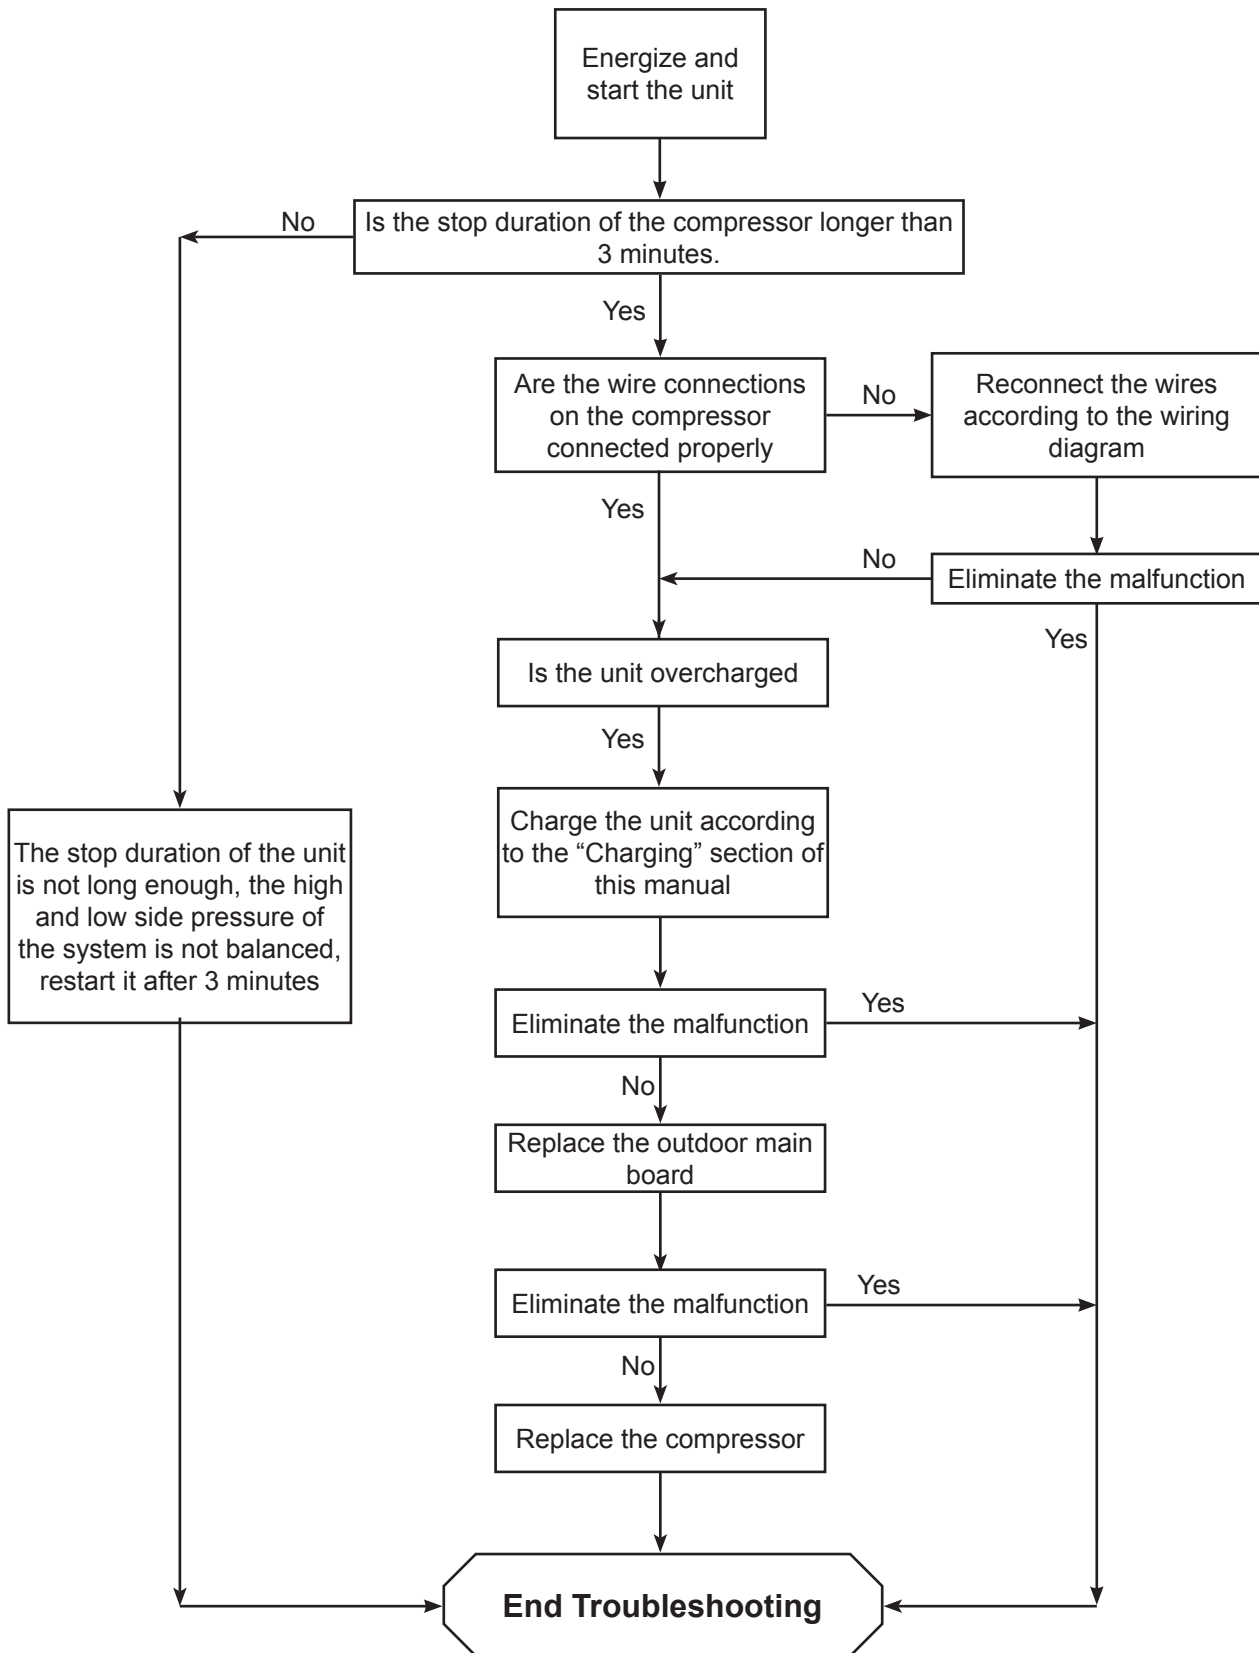 Energize and
start the unit
No
Is the stop duration of the compressor longer than
3 minutes.
Yes
Are the wire connections
on the compressor
connected properly
No
Reconnect the wires
according to the wiring
diagram
Yes
No
Eliminate the malfunction
Yes
Is the unit overcharged
Yes
Charge the unit according
to the “Charging” section of
this manual
The stop duration of the unit
is not long enough, the high
and low side pressure of
the system is not balanced,
restart it after 3 minutes
Eliminate the malfunction
Yes
No
Replace the outdoor main
board
Eliminate the malfunction
Yes
No
Replace the compressor
End Troubleshooting